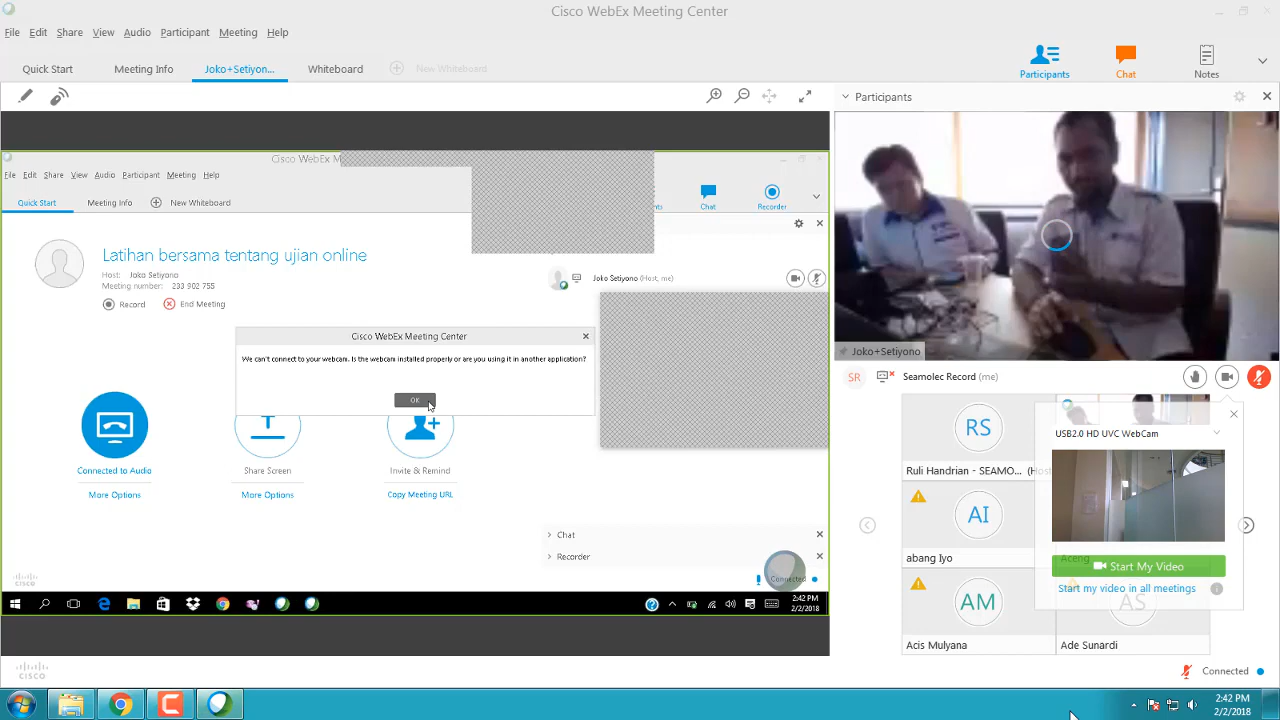 Cisco WebEx Meeting Center
File Edit Share View Audio Participant Meeting Help
Quick Start Meeting Info Joko+Setiyon... Whiteboard New Whiteboard
Participants Chat Notes
Participants
Cisco WebEx M
File Edit Share View Audio Participant Meeting Help
Quick Start Meeting Info New Whiteboard
nts Chat Recorder
Latihan bersama tentang ujian online
Host: Joko Setiyono
Meeting number: 233 902 755
Record End Meeting
Joko Setiyono (Host, me)
Cisco WebEx Meeting Center
We can't connect to your webcam. Is the webcam installed properly or are you using it in another application?
OK
Connected to Audio Share Screen Invite & Remind
More Options More Options Copy Meeting URL
Chat
Recorder
Connected
CISCO
2:42 PM
2/2/2018
Joko+Setiyono
SR Seamolec Record (me)
RS
Ruli Handrian - SEAMO... (Host
USB2.0 HD UVC WebCam
AI
abang Iyo
Aceng
Start My Video
Start my video in all meetings
AM
AS
Acis Mulyana
Ade Sunardi
CISCO
Connected
2:42 PM
2/2/2018